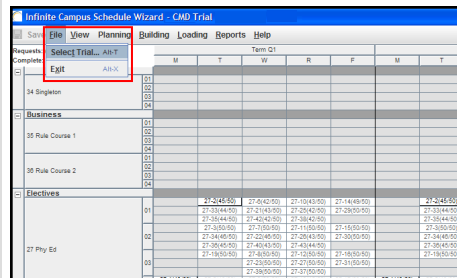 Infinite Campus Schedule Wizard - CMD Trial
Save File View Planning Building Loading Reports Help
Requests Term Q1
Complete M T W R F M T
Select Trial... Alt-T
Exit Alt-X
01
34 Singleton 02
03
04
Business
01
35 Rule Course 1 02
03
04
01
36 Rule Course 2 02
03
04
Electives
27-2(45/50) 27-6(42/50) 27-10(43/50) 27-14(49/50) 27-2(45/50)
01 27-33(44/50) 27-21(43/50) 27-25(42/50) 27-29(50/50) 27-33(44/50)
27-35(44/50) 27-42(42/50) 27-38(42/50) 27-35(44/50)
27-3(50/50) 27-7(50/50) 27-11(50/50) 27-15(50/50) 27-3(50/50)
02 27-34(46/50) 27-22(46/50) 27-26(43/50) 27-30(50/50) 27-34(46/50)
27-36(45/50) 27-40(43/50) 27-43(44/50) 27-36(45/50)
27 Phy Ed 27-19(50/50) 27-8(50/50) 27-12(50/50) 27-16(50/50) 27-19(50/50)
03 27-23(50/50) 27-27(50/50) 27-31(50/50)
27-39(50/50) 27-37(50/50)